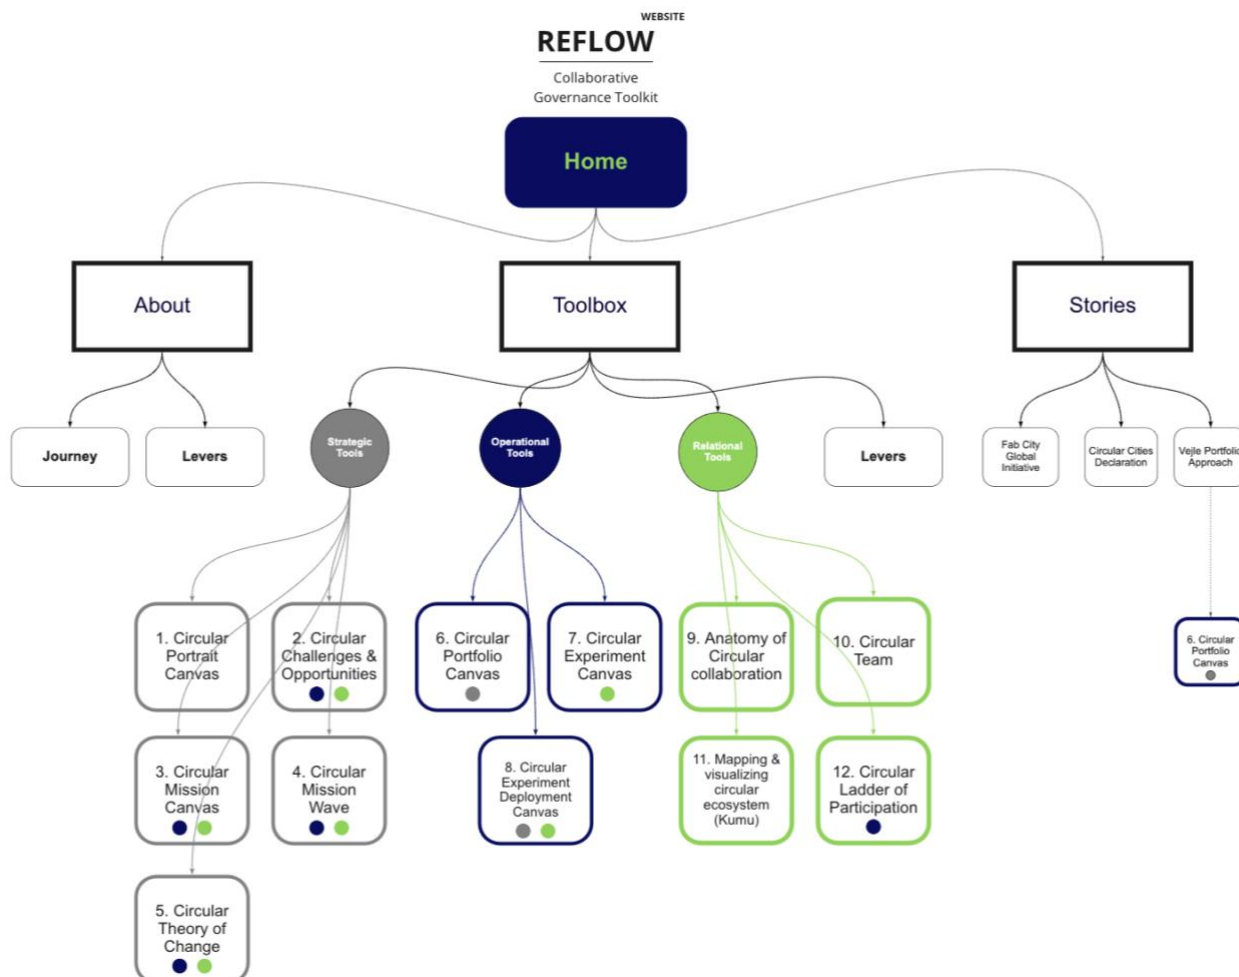 WEBSITE
REFLOW
Collaborative
Governance Toolkit
Home
About
Toolbox
Stories
Journey
Levers
Strategic
Tools
Operational
Tools
Relational
Tools
Levers
Fab City
Global
Initiative
Circular Cities
Declaration
Vejle Portfolio
Approach
1. Circular
Portrait
Canvas
2. Circular
Challenges &
Opportunities
6. Circular
Portfolio
Canvas
7. Circular
Experiment
Canvas
9. Anatomy of
Circular
collaboration
10. Circular
Team
6. Circular
Portfolio
Canvas
3. Circular
Mission
Canvas
4. Circular
Mission
Wave
8. Circular
Experiment
Deployment
Canvas
11. Mapping &
visualizing
circular
ecosystem
(Kumu)
12. Circular
Ladder of
Participation
5. Circular
Theory of
Change